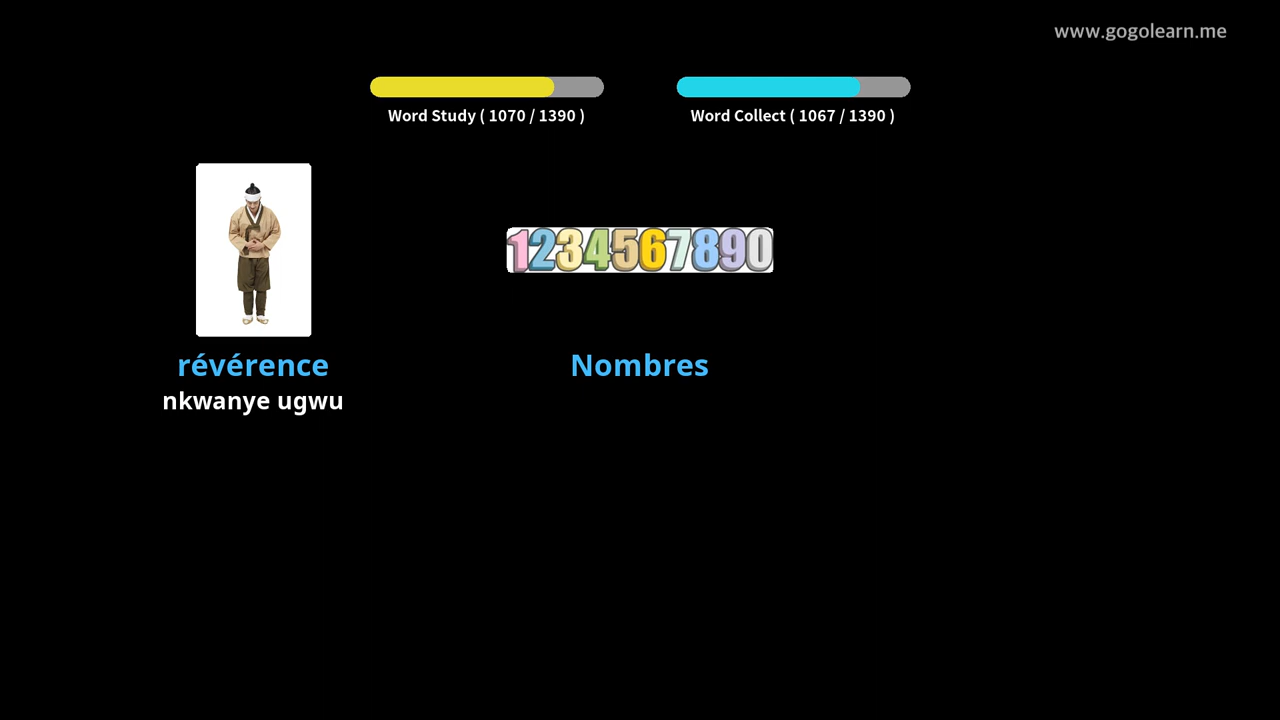 www.gogolearn.me
Word Study ( 1070 / 1390 )
Word Collect ( 1067 / 1390 )
1234567890
révérence
Nombres
nkwanye ugwu